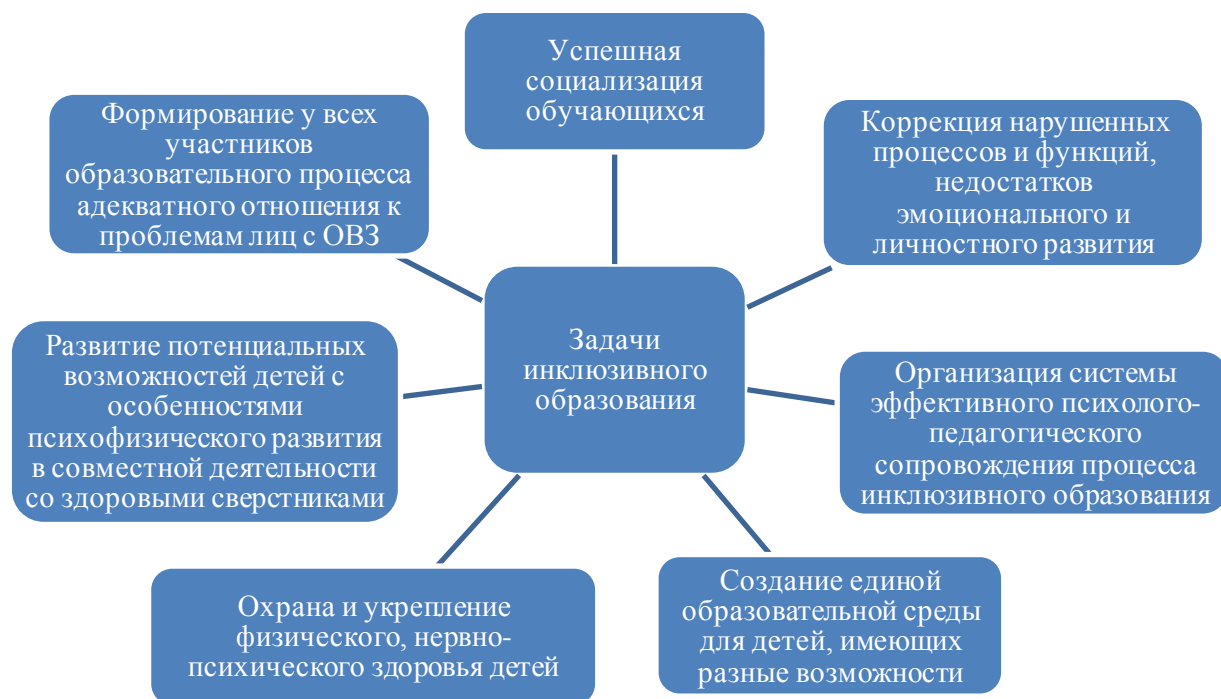 Успешная
социализация
обучающихся
Формирование у всех
участников
образовательного процесса
адекватного отношения к
проблемам лиц с ОВЗ
Коррекция нарушенных
процессов и функций,
недостатков
эмоционального и
личностного развития
Задачи
инклюзивного
образования
Развитие потенциальных
возможностей детей с
особенностями
психофизического развития
в совместной деятельности
со здоровыми сверстниками
Организация системы
эффективного психолого-
педагогического
сопровождения процесса
инклюзивного образования
Охрана и укрепление
физического, нервно-
психического здоровья детей
Создание единой
образовательной среды
для детей, имеющих
разные возможности